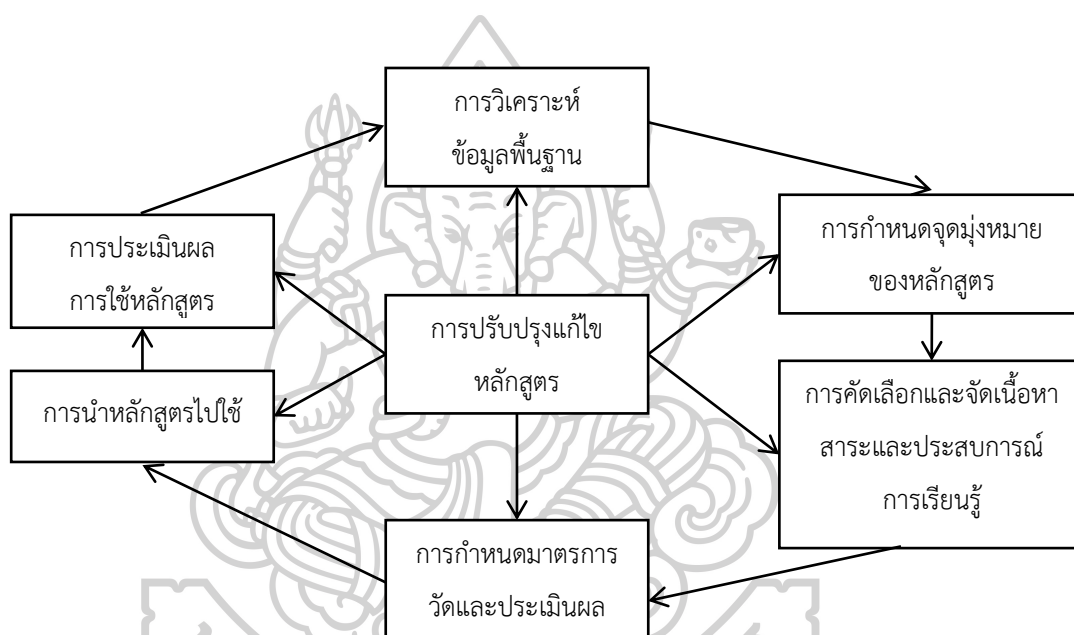 การวิเคราะห์
ข้อมูลพื้นฐาน
การกำหนดจุดมุ่งหมาย
ของหลักสูตร
การประเมินผล
การใช้หลักสูตร
การปรับปรุงแก้ไข
หลักสูตร
การคัดเลือกและจัดเนื้อหา
สาระและประสบการณ์
การเรียนรู้
การนำหลักสูตรไปใช้
การกำหนดมาตรการ
วัดและประเมินผล